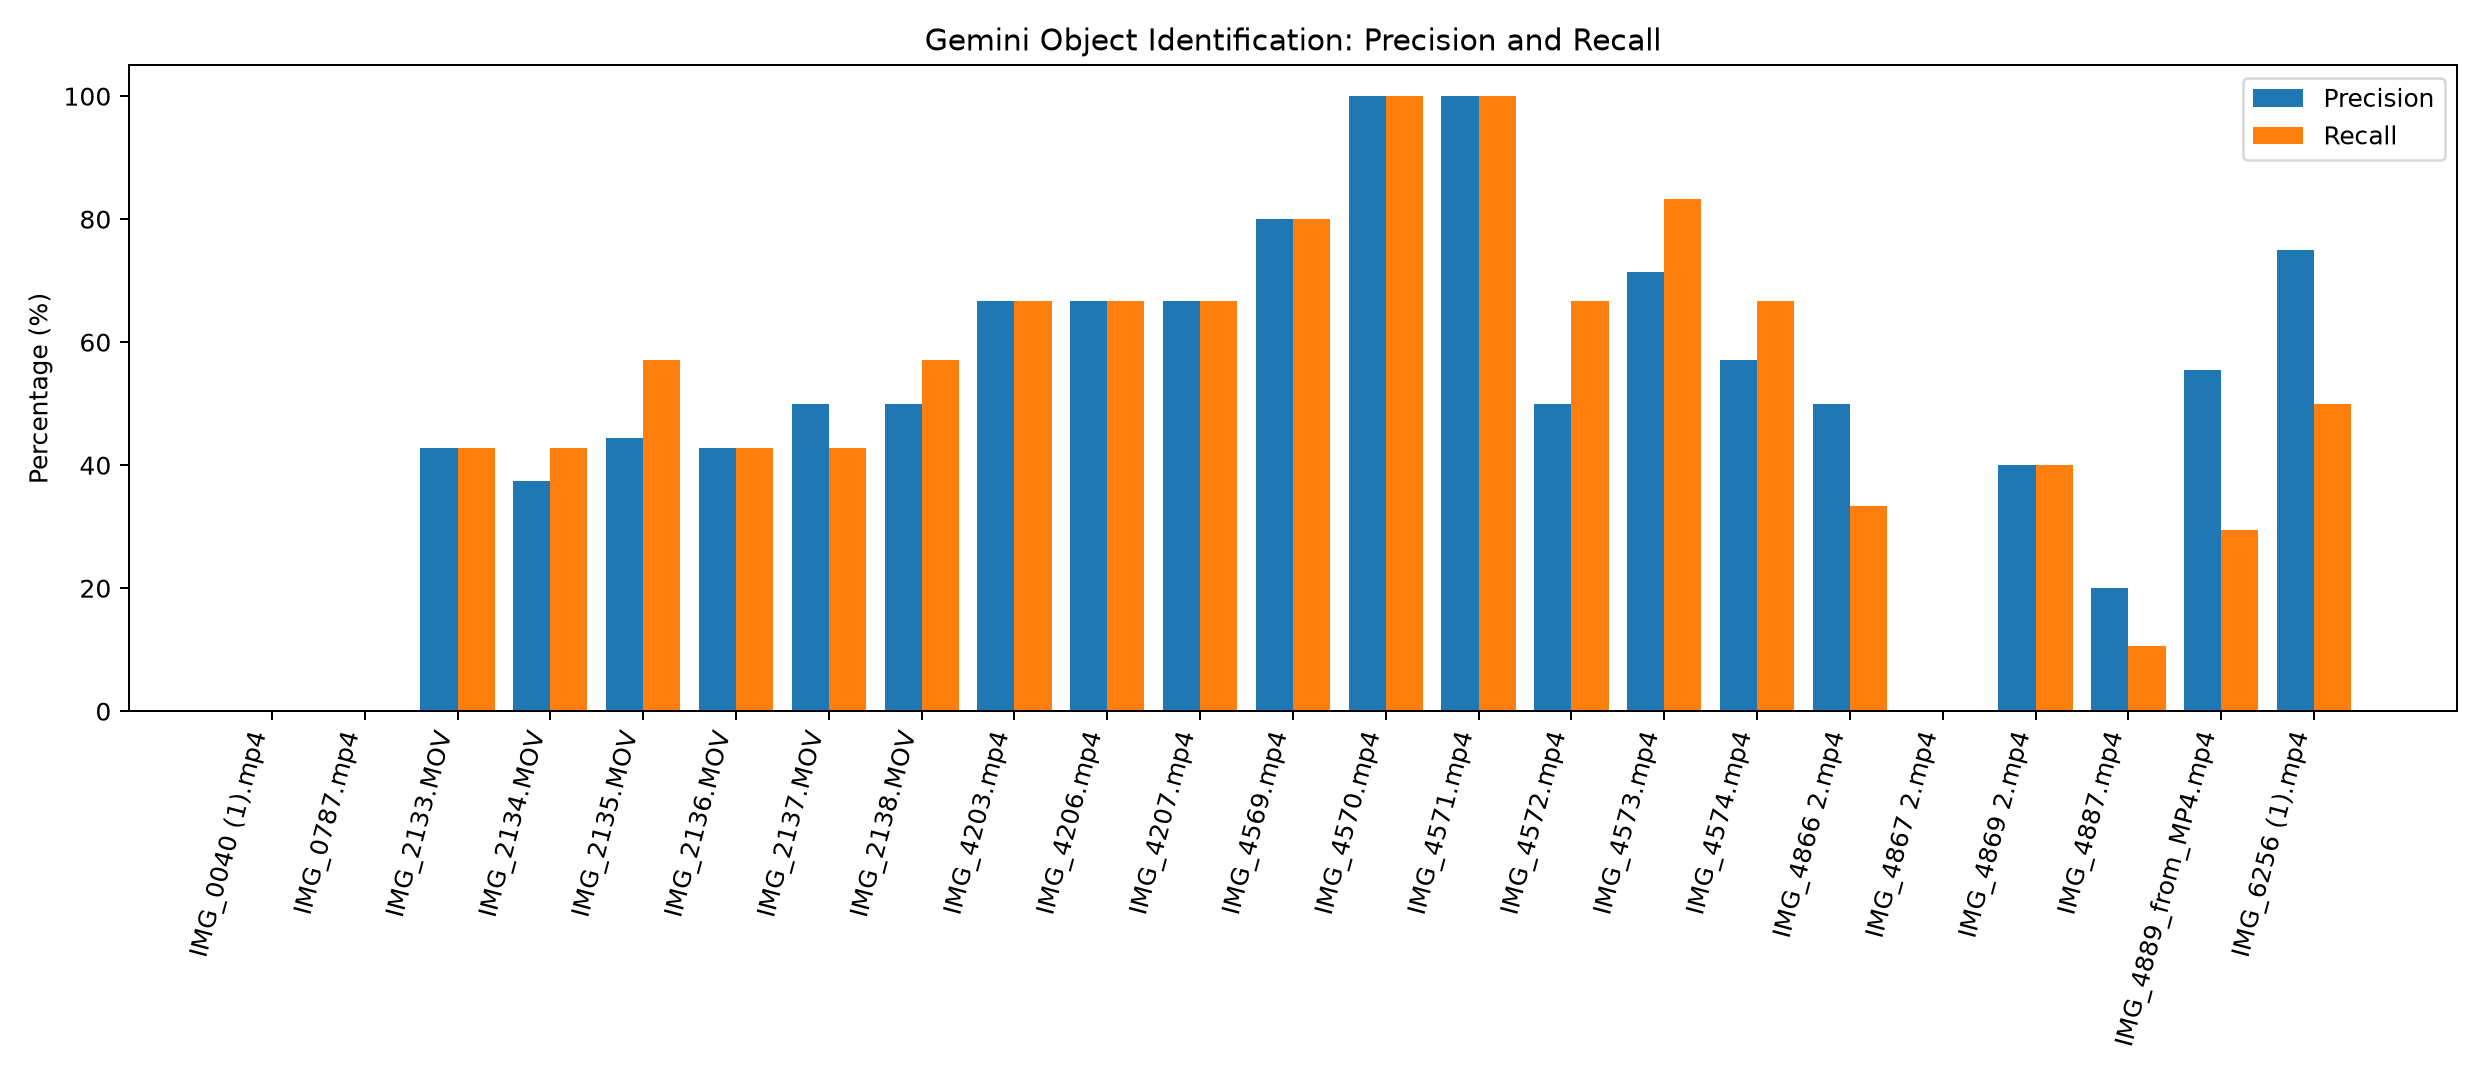 Gemini Object Identification: Precision and Recall
Precision
Recall
Percentage (%)
100
80
60
40
20
0
IMG_0040 (1).mp4
IMG_0787.mp4
IMG_2133.MOV
IMG_2134.MOV
IMG_2135.MOV
IMG_2136.MOV
IMG_2137.MOV
IMG_2138.MOV
IMG_4203.mp4
IMG_4206.mp4
IMG_4207.mp4
IMG_4569.mp4
IMG_4570.mp4
IMG_4571.mp4
IMG_4572.mp4
IMG_4573.mp4
IMG_4574.mp4
IMG_4866 2.mp4
IMG_4867 2.mp4
IMG_4869 2.mp4
IMG_4887.mp4
IMG_4889_from_MP4.mp4
IMG_6256 (1).mp4